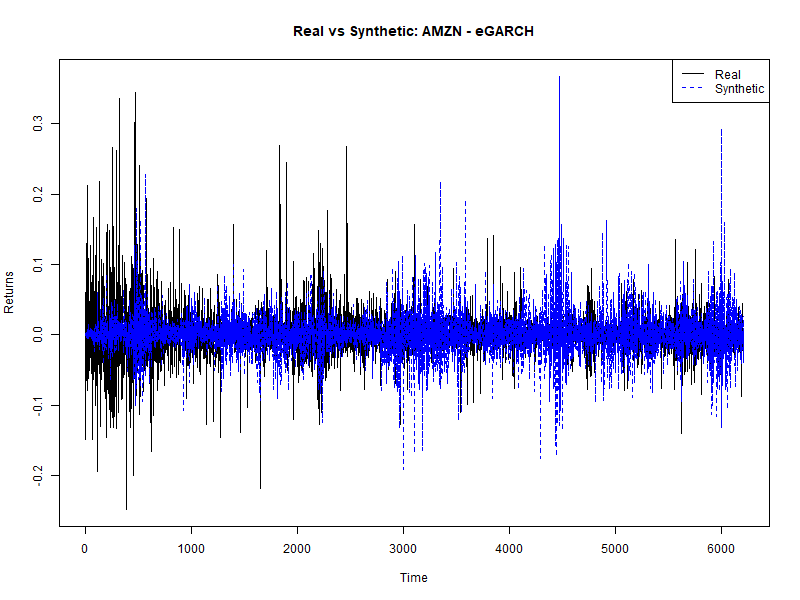 Real vs Synthetic: AMZN - eGARCH
Real
Synthetic
Returns
0.3
0.2
0.1
0.0
-0.1
-0.2
0 1000 2000 3000 4000 5000 6000
Time